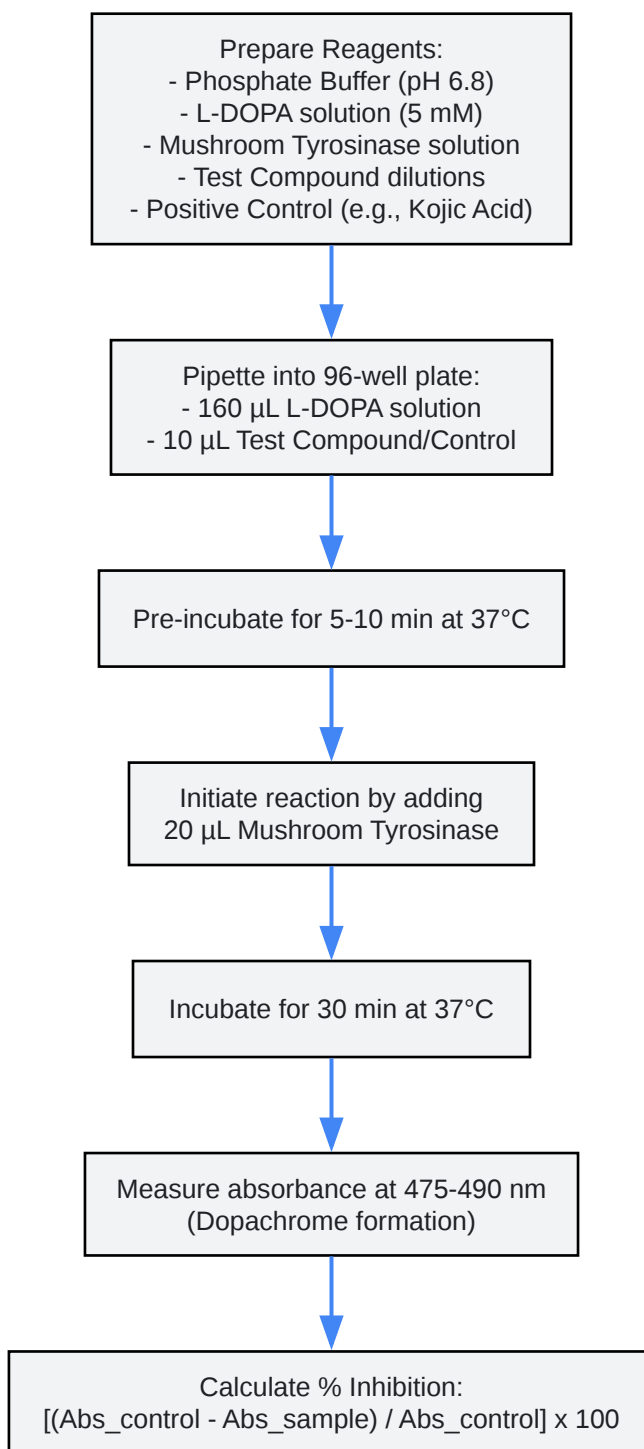 Prepare Reagents:
- Phosphate Buffer (pH 6.8)
- L-DOPA solution (5 mM)
- Mushroom Tyrosinase solution
- Test Compound dilutions
- Positive Control (e.g., Kojic Acid)
Pipette into 96-well plate:
- 160 µL L-DOPA solution
- 10 µL Test Compound/Control
Pre-incubate for 5-10 min at 37°C
Initiate reaction by adding
20 µL Mushroom Tyrosinase
Incubate for 30 min at 37°C
Measure absorbance at 475-490 nm
(Dopachrome formation)
Calculate % Inhibition:
[(Abs_control - Abs_sample) / Abs_control] x 100